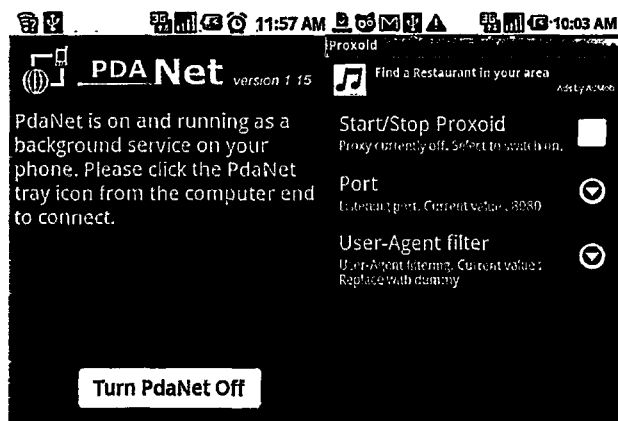 11:57 AM
PDANet version 1 15
PdaNet is on and running as a
background service on your
phone. Please click the PdaNet
tray icon from the computer end
to connect.
Turn PdaNet Off
10:03 AM
Proxoid
Find a Restaurant in your area
Ads by AdMob
Start/Stop Proxoid
Proxy currently off. Select to switch on.
Port
Listening port. Current value : 8080
User-Agent filter
User-Agent filtering. Current value :
Replace with dummy